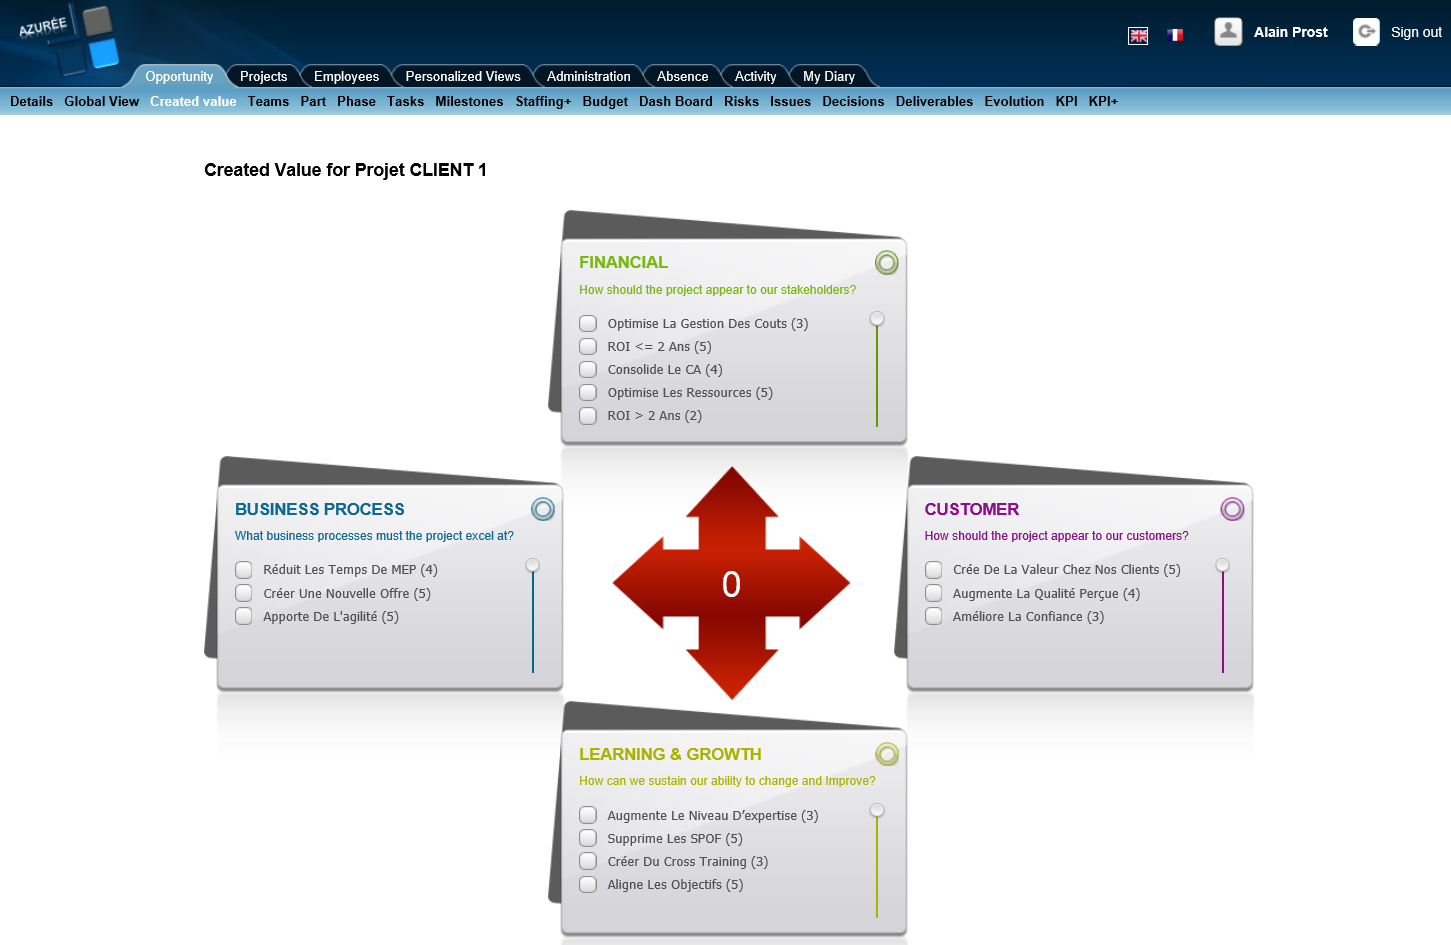 AZURÉE
Alain Prost
Sign out
Opportunity Projects Employees Personalized Views Administration Absence Activity My Diary
Details Global View Created value Teams Part Phase Tasks Milestones Staffing+ Budget Dash Board Risks Issues Decisions Deliverables Evolution KPI KPI+
Created Value for Projet CLIENT 1
FINANCIAL
How should the project appear to our stakeholders?
Optimise La Gestion Des Couts (3)
ROI <= 2 Ans (5)
Consolide Le CA (4)
Optimise Les Ressources (5)
ROI > 2 Ans (2)
BUSINESS PROCESS
What business processes must the project excel at?
Réduit Les Temps De MEP (4)
Créer Une Nouvelle Offre (5)
Apporte De L'agilité (5)
0
CUSTOMER
How should the project appear to our customers?
Crée De La Valeur Chez Nos Clients (5)
Augmente La Qualité Perçue (4)
Améliore La Confiance (3)
LEARNING & GROWTH
How can we sustain our ability to change and Improve?
Augmente Le Niveau D’expertise (3)
Supprime Les SPOF (5)
Créer Du Cross Training (3)
Aligne Les Objectifs (5)